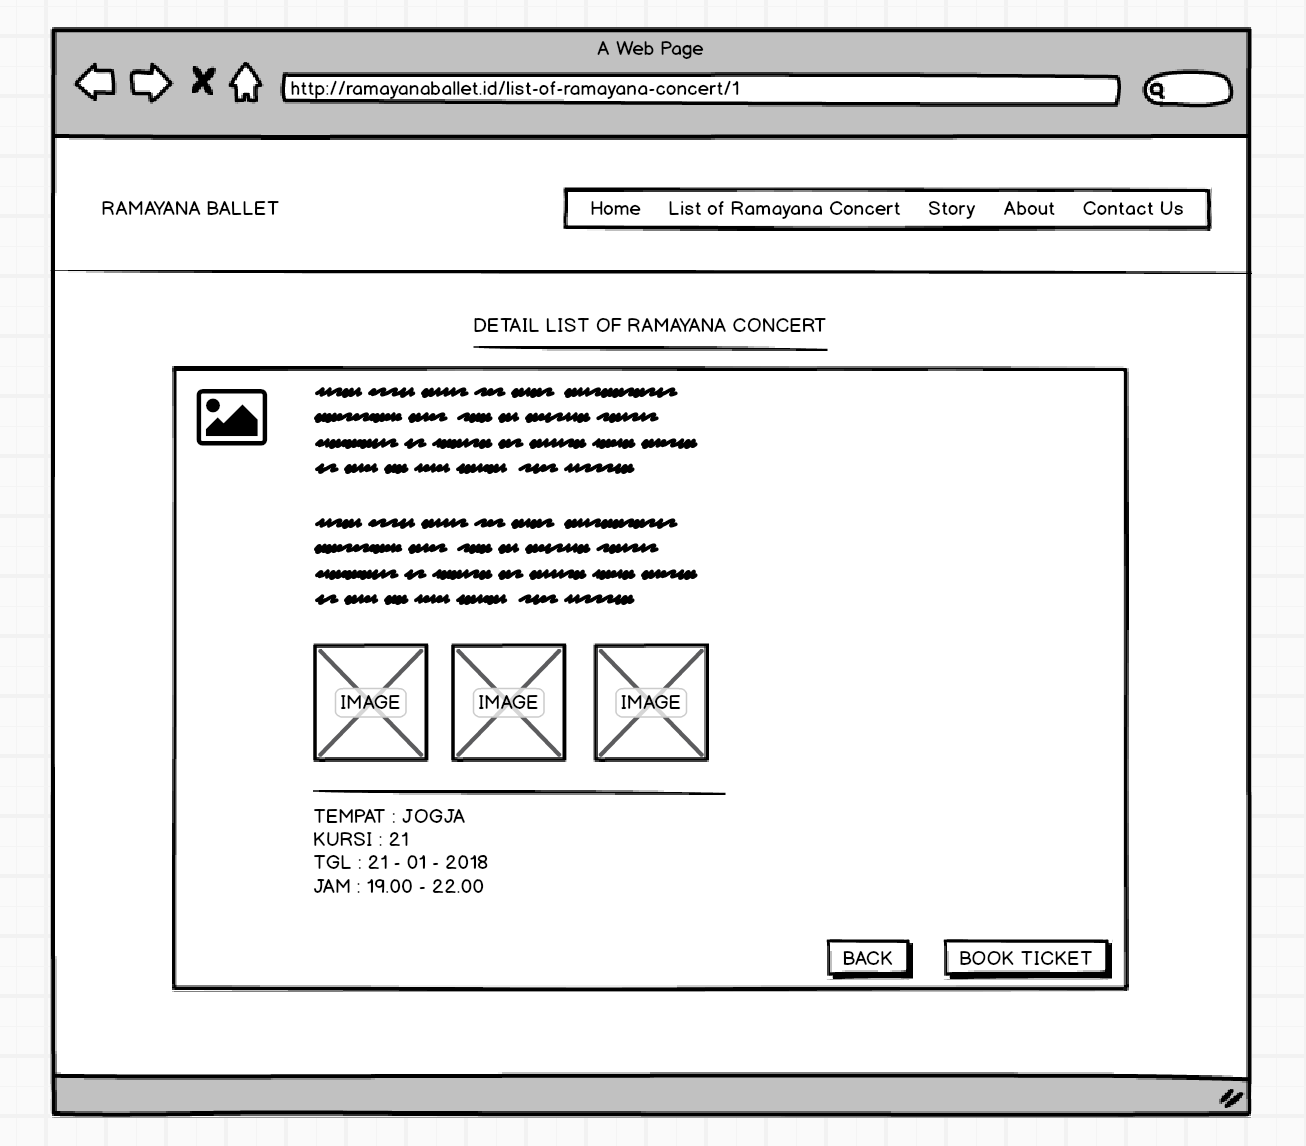 A Web Page
http://ramayanaballet.id/list-of-ramayana-concert/1
RAMAYANA BALLET
Home List of Ramayana Concert Story About Contact Us
DETAIL LIST OF RAMAYANA CONCERT
IMAGE IMAGE IMAGE
TEMPAT : JOGJA
KURSI : 21
TGL : 21 - 01 - 2018
JAM : 19.00 - 22.00
BACK BOOK TICKET